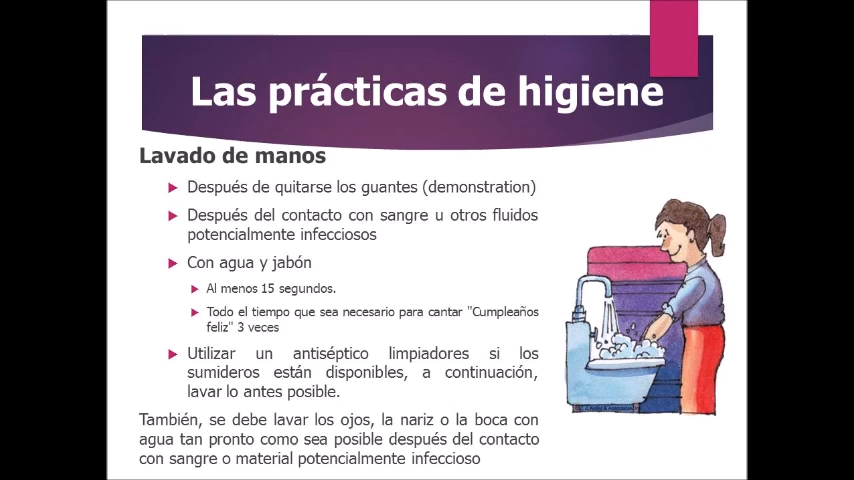 Las prácticas de higiene
Lavado de manos
Después de quitarse los guantes (demonstration)
Después del contacto con sangre u otros fluidos
potencialmente infecciosos
Con agua y jabón
Al menos 15 segundos.
Todo el tiempo que sea necesario para cantar "Cumpleaños
feliz" 3 veces
Utilizar un antiséptico limpiadores si los
sumideros están disponibles, a continuación,
lavar lo antes posible.
También, se debe lavar los ojos, la nariz o la boca con
agua tan pronto como sea posible después del contacto
con sangre o material potencialmente infeccioso